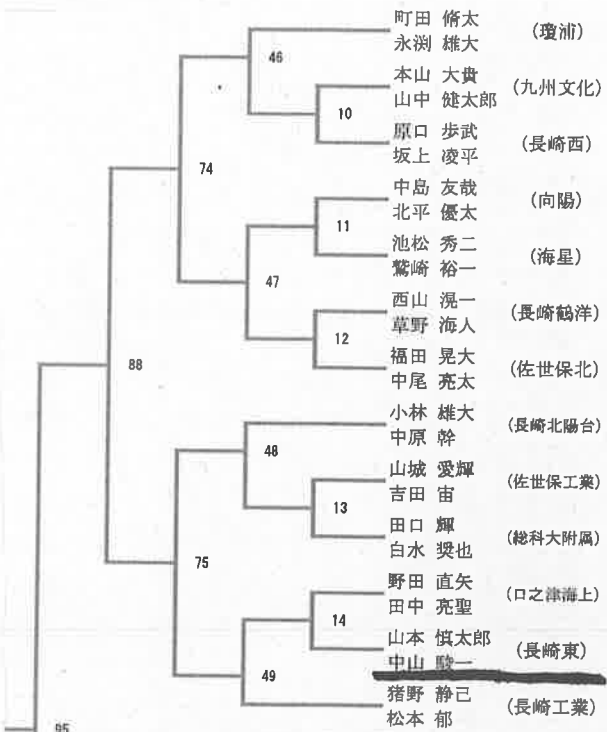 町田 脩太
永渕 雄大
(瓊浦)
46
本山 大貴
山中 健太郎
(九州文化)
10
原口 歩武
坂上 凌平
(長崎西)
74
中島 友哉
北平 優太
(向陽)
11
池松 秀二
鷲崎 裕一
(海星)
47
西山 滉一
草野 海人
(長崎鶴洋)
12
福田 晃大
中尾 亮太
(佐世保北)
88
小林 雄大
中原 幹
(長崎北陽台)
48
山城 愛輝
吉田 宙
(佐世保工業)
13
田口 輝
白水 奨也
(総科大附属)
75
野田 直矢
田中 亮聖
(口之津海上)
14
山本 慎太郎
中山 駿一
(長崎東)
49
猪野 静己
松本 郁
(長崎工業)
95